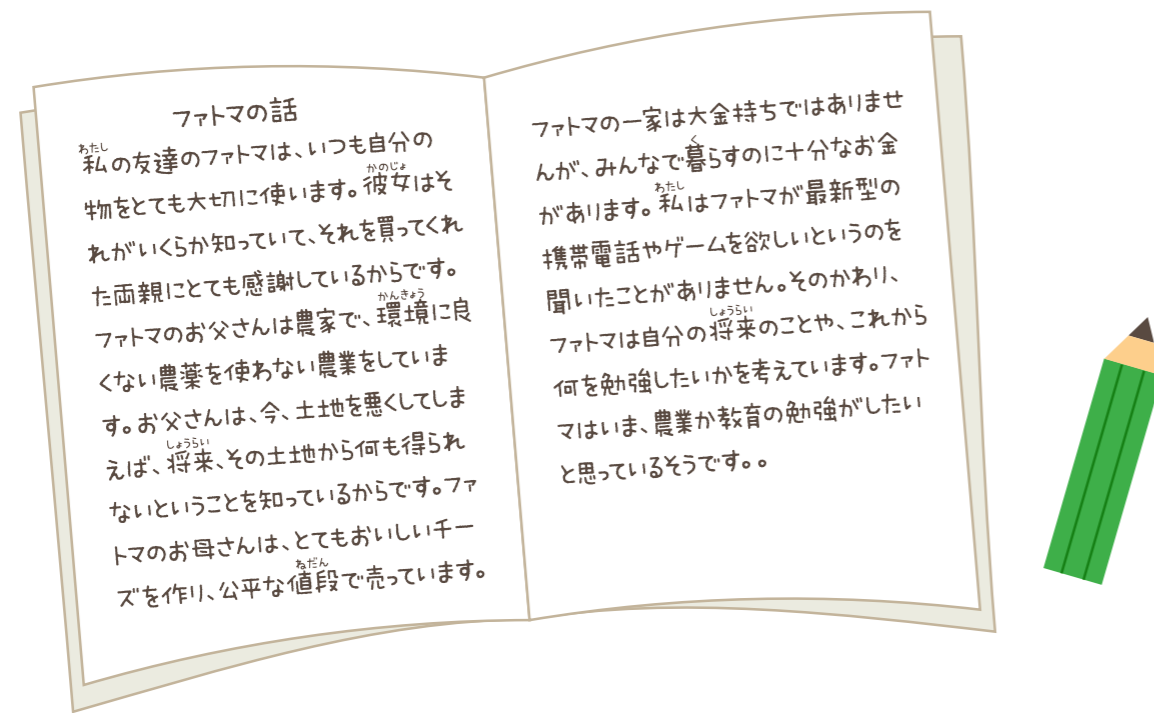 ファトマの話
私の友達のファトマは、いつも自分の
物をとても大切に使います。彼女はそ
れがいくらか知っていて、それを買ってくれ
た両親にとても感謝しているからです。
ファトマのお父さんは農家で、環境に良
くない農薬を使わない農業をしていま
す。お父さんは、今、土地を悪くしてしま
えば、将来、その土地から何も得られ
ないということを知っているからです。ファ
トマのお母さんは、とてもおいしいチー
ズを作り、公平な値段で売っています。
ファトマの一家は大金持ちではありませ
んが、みんなで暮らすのに十分なお金
があります。私はファトマが最新型の
携帯電話やゲームを欲しいというのを
聞いたことがありません。そのかわり、
ファトマは自分の将来のことや、これから
何を勉強したいかを考えています。ファト
マはいま、農業か教育の勉強がしたい
と思っているそうです。。